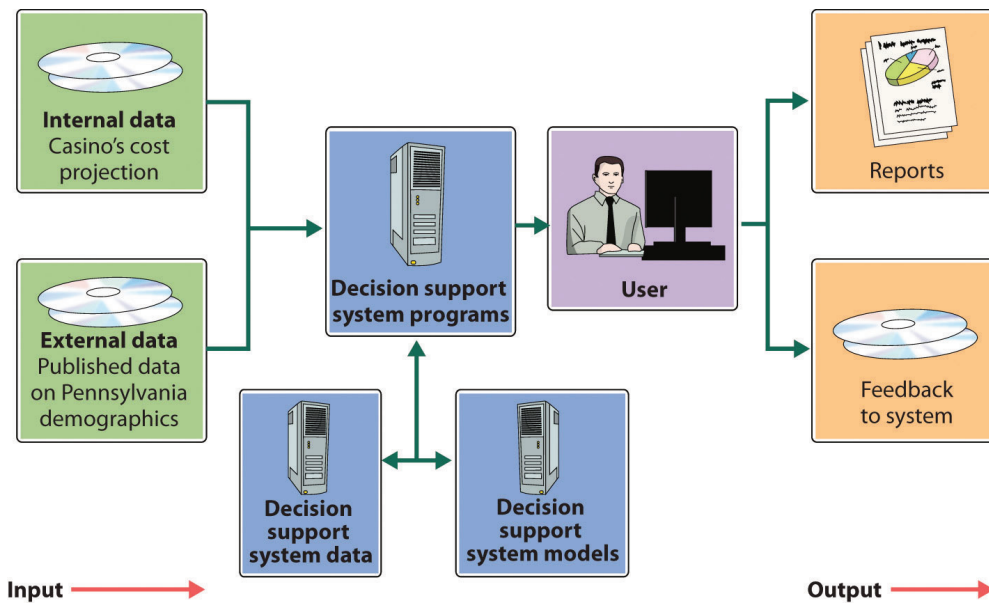 Internal data
Casino's cost
projection
External data
Published data
on Pennsylvania
demographics
Decision support
system programs
User
Reports
Feedback
to system
Decision
support
system data
Decision
support
system models
Input
Output